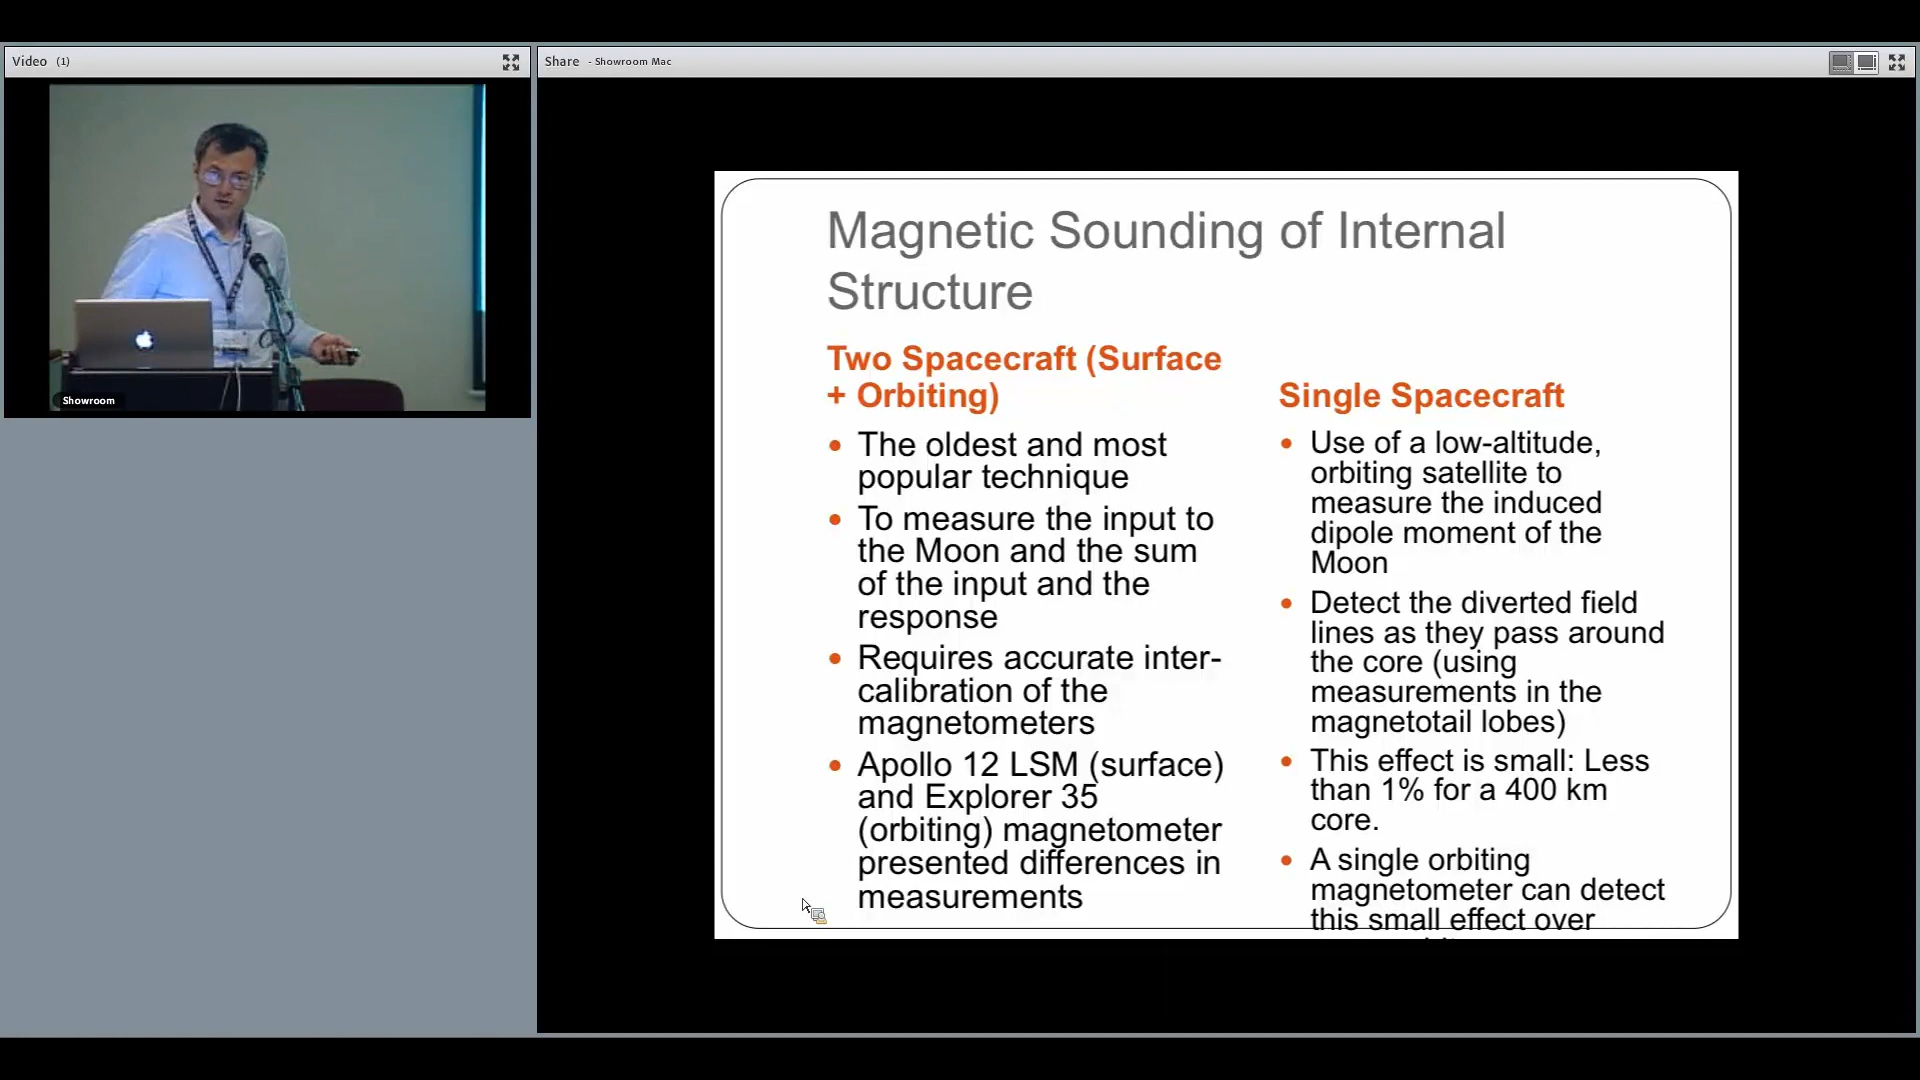 Video (1)
Showroom
Share - Showroom Mac
Magnetic Sounding of Internal
Structure
Two Spacecraft (Surface
+ Orbiting)
• The oldest and most
popular technique
• To measure the input to
the Moon and the sum
of the input and the
response
• Requires accurate inter-
calibration of the
magnetometers
• Apollo 12 LSM (surface)
and Explorer 35
(orbiting) magnetometer
presented differences in
measurements
Single Spacecraft
• Use of a low-altitude,
orbiting satellite to
measure the induced
dipole moment of the
Moon
• Detect the diverted field
lines as they pass around
the core (using
measurements in the
magnetotail lobes)
• This effect is small: Less
than 1% for a 400 km
core.
• A single orbiting
magnetometer can detect
this small effect over